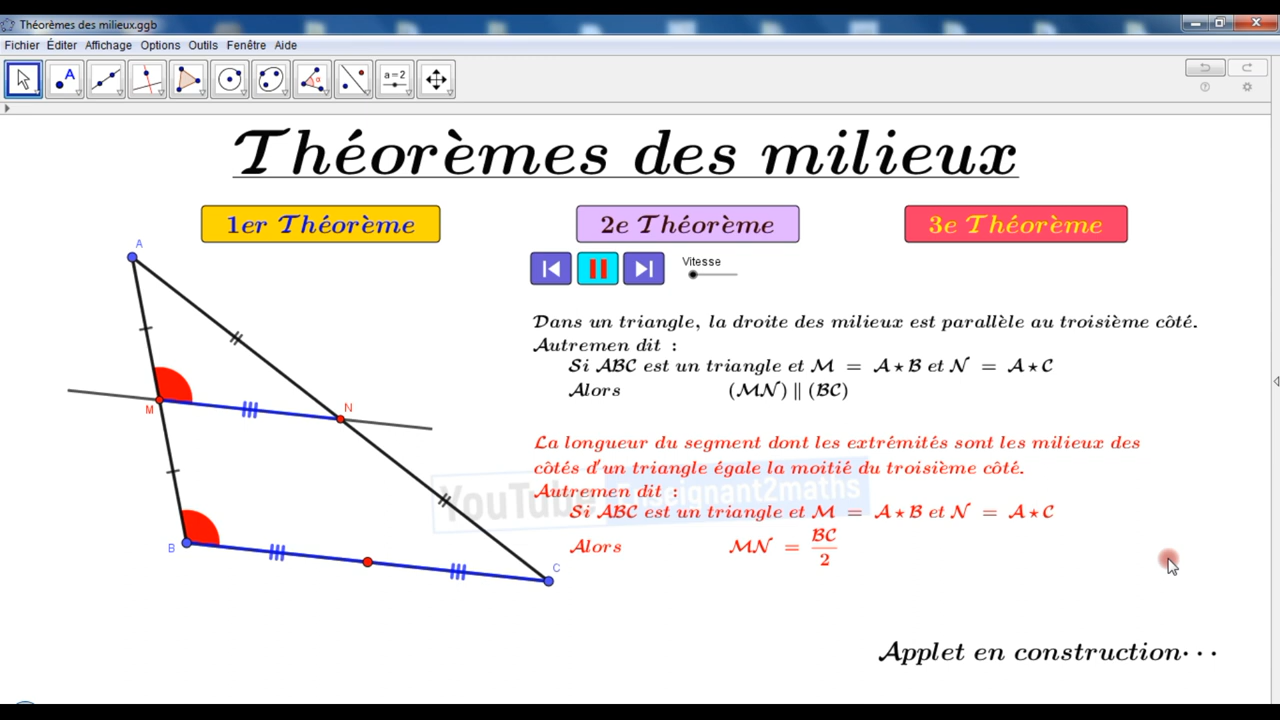 Théorèmes des milieux.ggb
Fichier Éditer Affichage Options Outils Fenêtre Aide
A
α
a = 2
Théorèmes des milieux
1er Théorème
2e Théorème
3e Théorème
Vitesse
A
M
N
B
C
Dans un triangle, la droite des milieux est parallèle au troisième côté.
Autremen dit :
Si ABC est un triangle et M = A⋆B et N = A⋆C
Alors (MN) ∥ (BC)
La longueur du segment dont les extrémités sont les milieux des
côtés d'un triangle égale la moitié du troisième côté.
Autremen dit :
Si ABC est un triangle et M = A⋆B et N = A⋆C
Alors MN = BC/2
YouTube Enseignant2maths
Applet en construction···